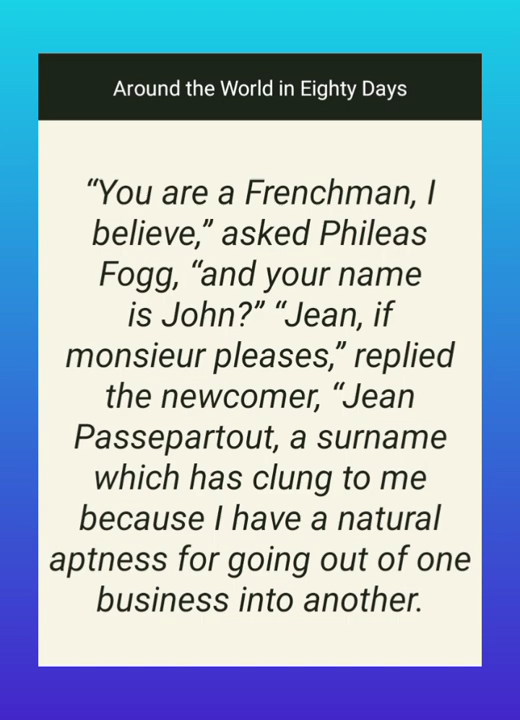 Around the World in Eighty Days
“You are a Frenchman, I
believe,” asked Phileas
Fogg, “and your name
is John?” “Jean, if
monsieur pleases,” replied
the newcomer, “Jean
Passepartout, a surname
which has clung to me
because I have a natural
aptness for going out of one
business into another.